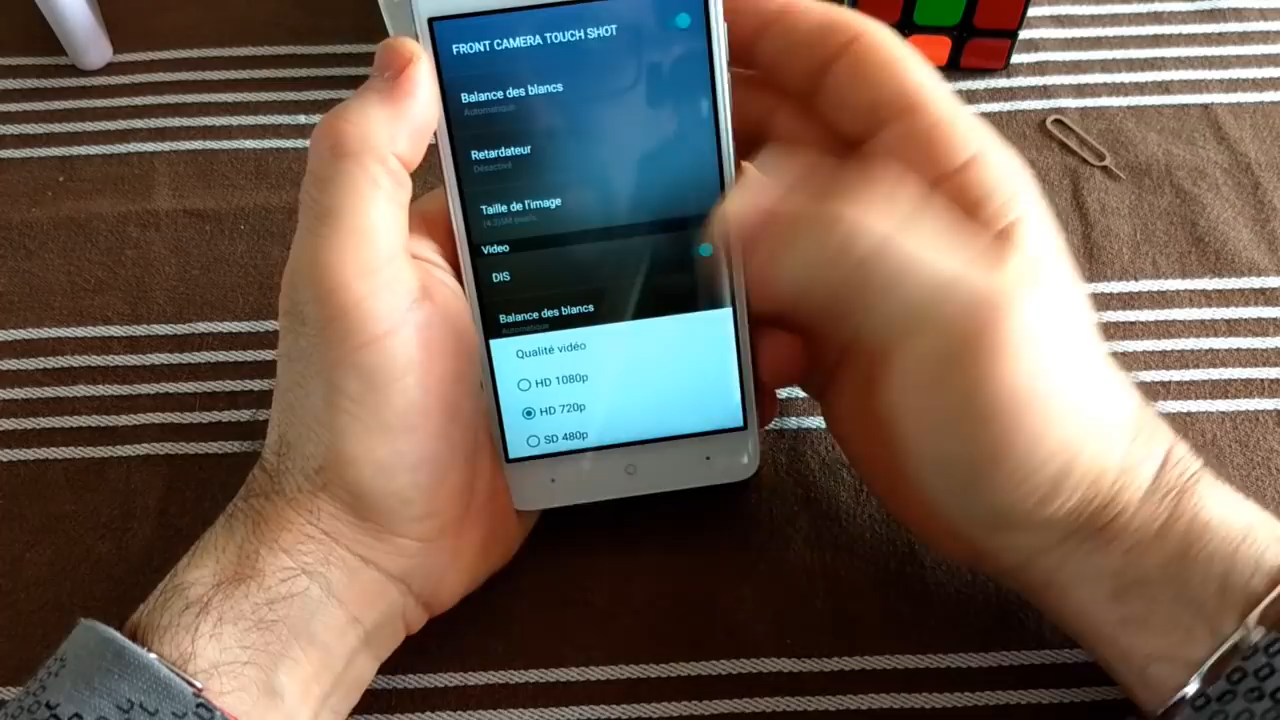 FRONT CAMERA TOUCH SHOT
Balance des blancs
Automatique
Retardateur
Désactivé
Taille de l'image
Video
DIS
Balance des blancs
Automatique
Qualité vidéo
HD 1080p
HD 720p
SD 480p